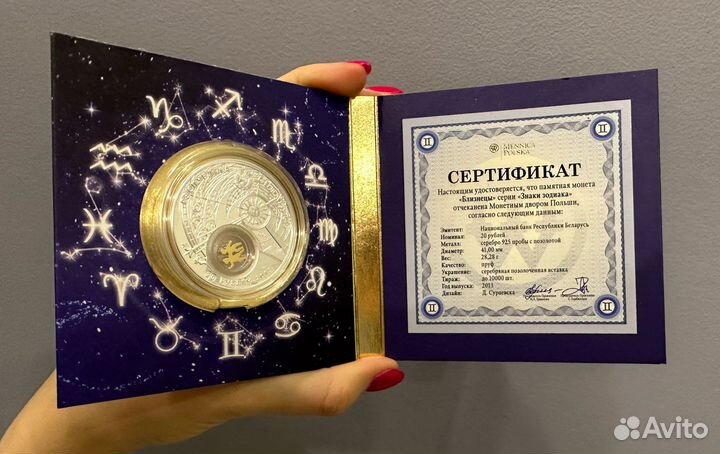 MENNICA
POLSKA
СЕРТИФИКАТ
Настоящим удостоверяется, что памятная монета
«Близнецы» серии «Знаки зодиака»
отчеканена Монетным двором Польши,
согласно следующим данным:
Эмитент: Национальный банк Республики Беларусь
Номинал: 20 рублей
Металл: серебро 925 пробы с позолотой
Диаметр: 41,00 мм
Вес: 28,28 г
Качество: пруф
Украшение: серебряная позолоченная вставка
Тираж: до 10000 шт.
Год выпуска: 2013
Дизайн: Д. Сурпевска
Avito